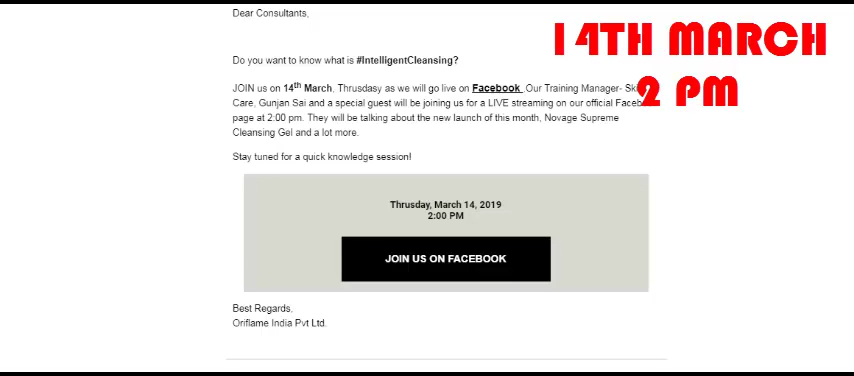 Dear Consultants,
14TH MARCH
2 PM
Do you want to know what is #IntelligentCleansing?
JOIN us on 14th March, Thrusdasy as we will go live on Facebook Our Training Manager- Skin
Care, Gunjan Sai and a special guest will be joining us for a LIVE streaming on our official Facebook
page at 2:00 pm. They will be talking about the new launch of this month, Novage Supreme
Cleansing Gel and a lot more.
Stay tuned for a quick knowledge session!
Thrusday, March 14, 2019
2:00 PM
JOIN US ON FACEBOOK
Best Regards,
Oriflame India Pvt Ltd.